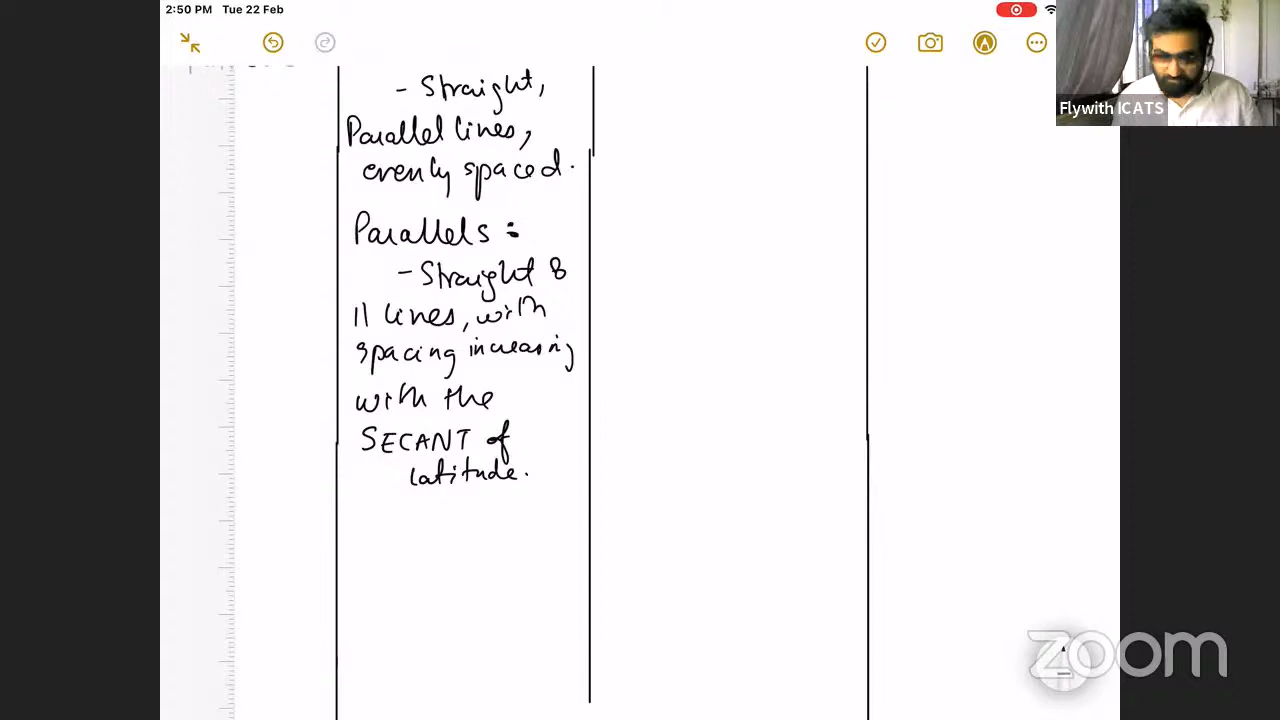 2:50 PM Tue 22 Feb
Flywith ICATS
- Straight,
Parallel lines,
evenly spaced.
Parallels :
- Straight &
|| lines, with
spacing increasing
with the
SECANT of
latitude.
zoom